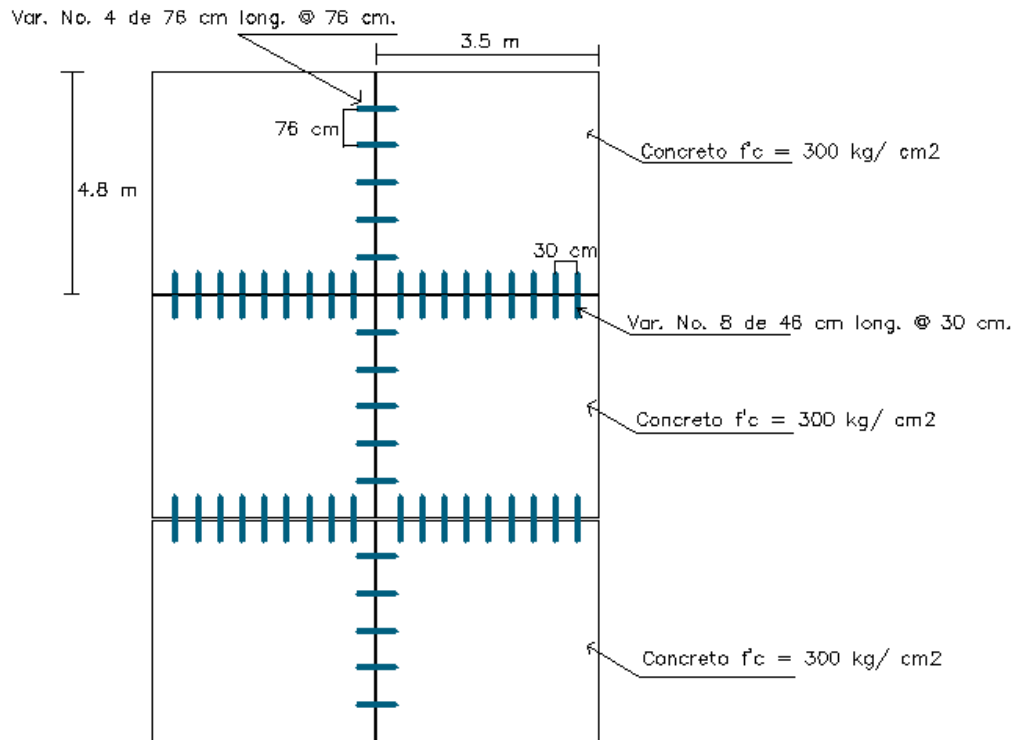 Var. No. 4 de 76 cm long. @ 76 cm.
3.5 m
76 cm
Concreto f'c = 300 kg/ cm2
4.8 m
30 cm
Var. No. 8 de 46 cm long. @ 30 cm.
Concreto f'c = 300 kg/ cm2
Concreto f'c = 300 kg/ cm2